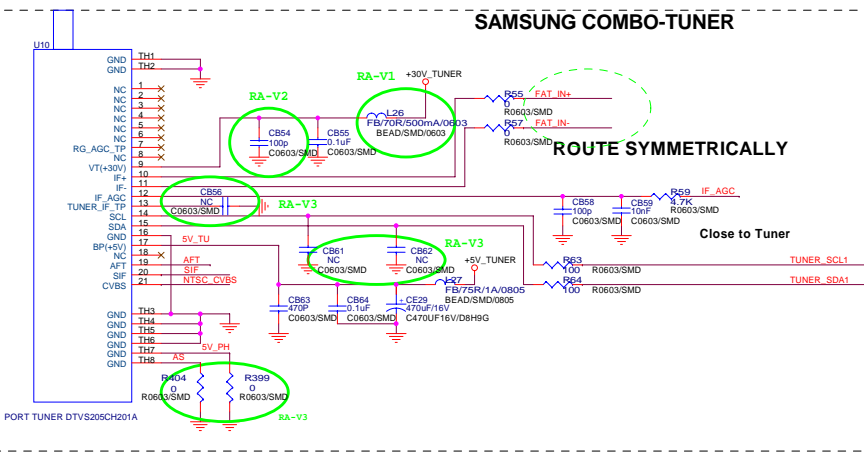 SAMSUNG COMBO-TUNER
U10
GND TH1
GND TH2
NC 1
NC 2
NC 3
NC 4
NC 5
NC 6
RG_AGC_TP 7
NC 8
VT(+30V) 9
IF+ 10
IF- 11
IF_AGC 12
TUNER_IF_TP 13
SCL 14
SDA 15
GND 16
BP(+5V) 17
NC 18
AFT 19
SIF 20
CVBS 21
GND TH3
GND TH4
GND TH5
GND TH6
GND TH7
GND TH8
PORT TUNER DTVS205CH201A
RA-V1
+30V_TUNER
RA-V2
L26
FB/70R/500mA/0603
BEAD/SMD/0603
CB54
100p
C0603/SMD
CB55
0.1uF
C0603/SMD
R55
0
R0603/SMD
FAT_IN+
R57
0
R0603/SMD
FAT_IN-
ROUTE SYMMETRICALLY
CB56
NC
C0603/SMD
RA-V3
CB58
100p
C0603/SMD
CB59
10nF
C0603/SMD
R59
4.7K
R0603/SMD
IF_AGC
Close to Tuner
5V_TU
CB61
NC
C0603/SMD
CB62
NC
C0603/SMD
RA-V3
+5V_TUNER
L27
FB/75R/1A/0805
BEAD/SMD/0805
R63
100
R0603/SMD
TUNER_SCL1
R64
100
R0603/SMD
TUNER_SDA1
AFT
SIF
NTSC_CVBS
CB63
470P
C0603/SMD
CB64
0.1uF
C0603/SMD
+
CE29
470uF/16V
C470UF16V/D8H9G
5V_PH
AS
R404
0
R0603/SMD
R399
0
R0603/SMD
RA-V3